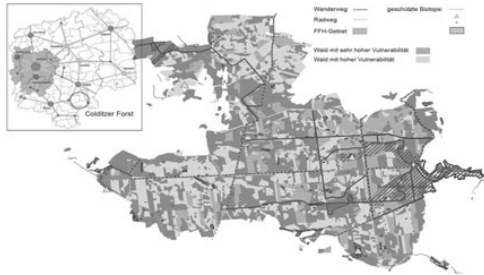 Wanderweg
Radweg
FFH-Gebiet
geschützte Biotope:
Wald mit sehr hoher Vulnerabilität
Wald mit hoher Vulnerabilität
Colditzer Forst